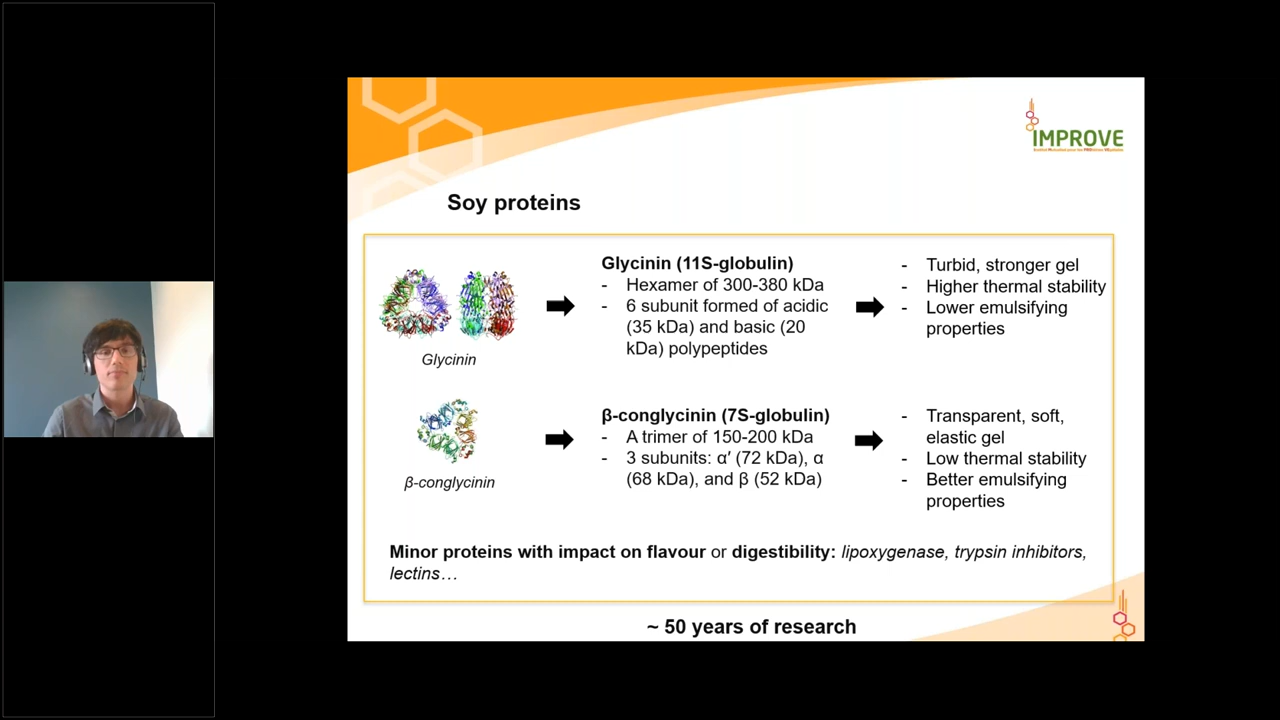 IMPROVE
Soy proteins
Glycinin
Glycinin (11S-globulin)
- Hexamer of 300-380 kDa
- 6 subunit formed of acidic
(35 kDa) and basic (20
kDa) polypeptides
- Turbid, stronger gel
- Higher thermal stability
- Lower emulsifying
properties
β-conglycinin
β-conglycinin (7S-globulin)
- A trimer of 150-200 kDa
- 3 subunits: α′ (72 kDa), α
(68 kDa), and β (52 kDa)
- Transparent, soft,
elastic gel
- Low thermal stability
- Better emulsifying
properties
Minor proteins with impact on flavour or digestibility: lipoxygenase, trypsin inhibitors,
lectins…
~ 50 years of research